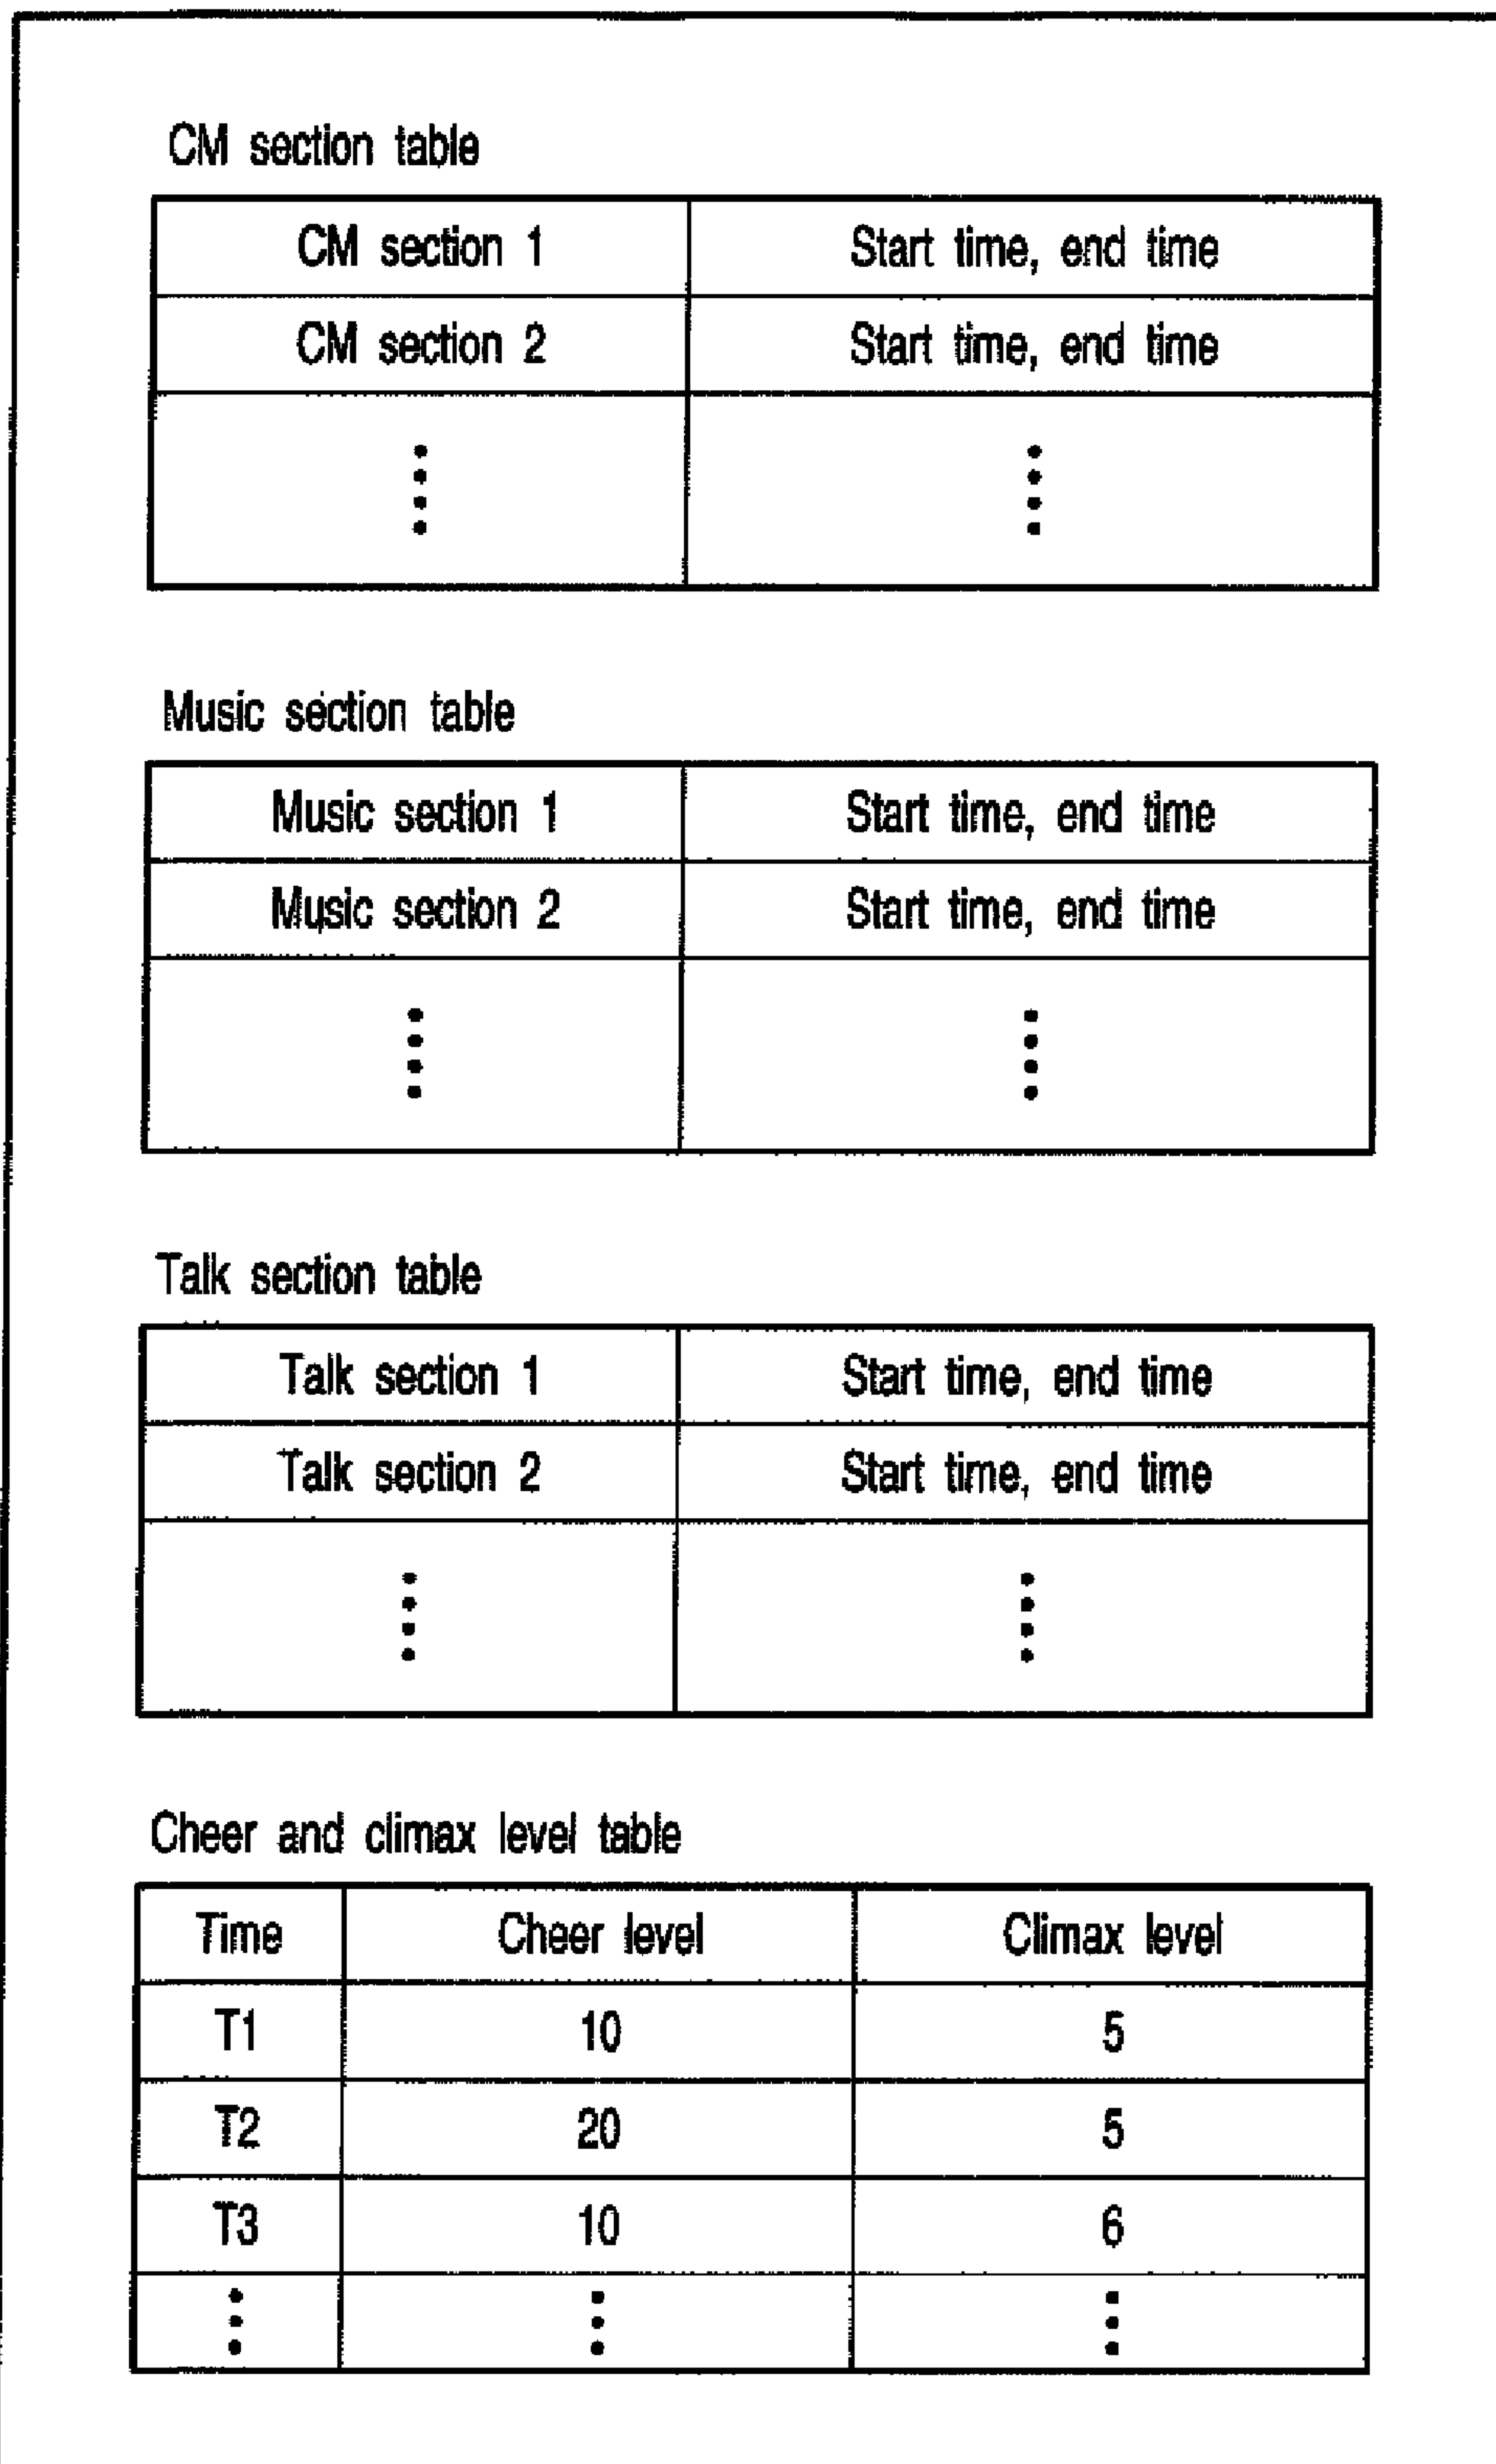 CM section table
CM section 1 Start time, end time
CM section 2 Start time, end time
Music section table
Music section 1 Start time, end time
Music section 2 Start time, end time
Talk section table
Talk section 1 Start time, end time
Talk section 2 Start time, end time
Cheer and climax level table
Time Cheer level Climax level
T1 10 5
T2 20 5
T3 10 6